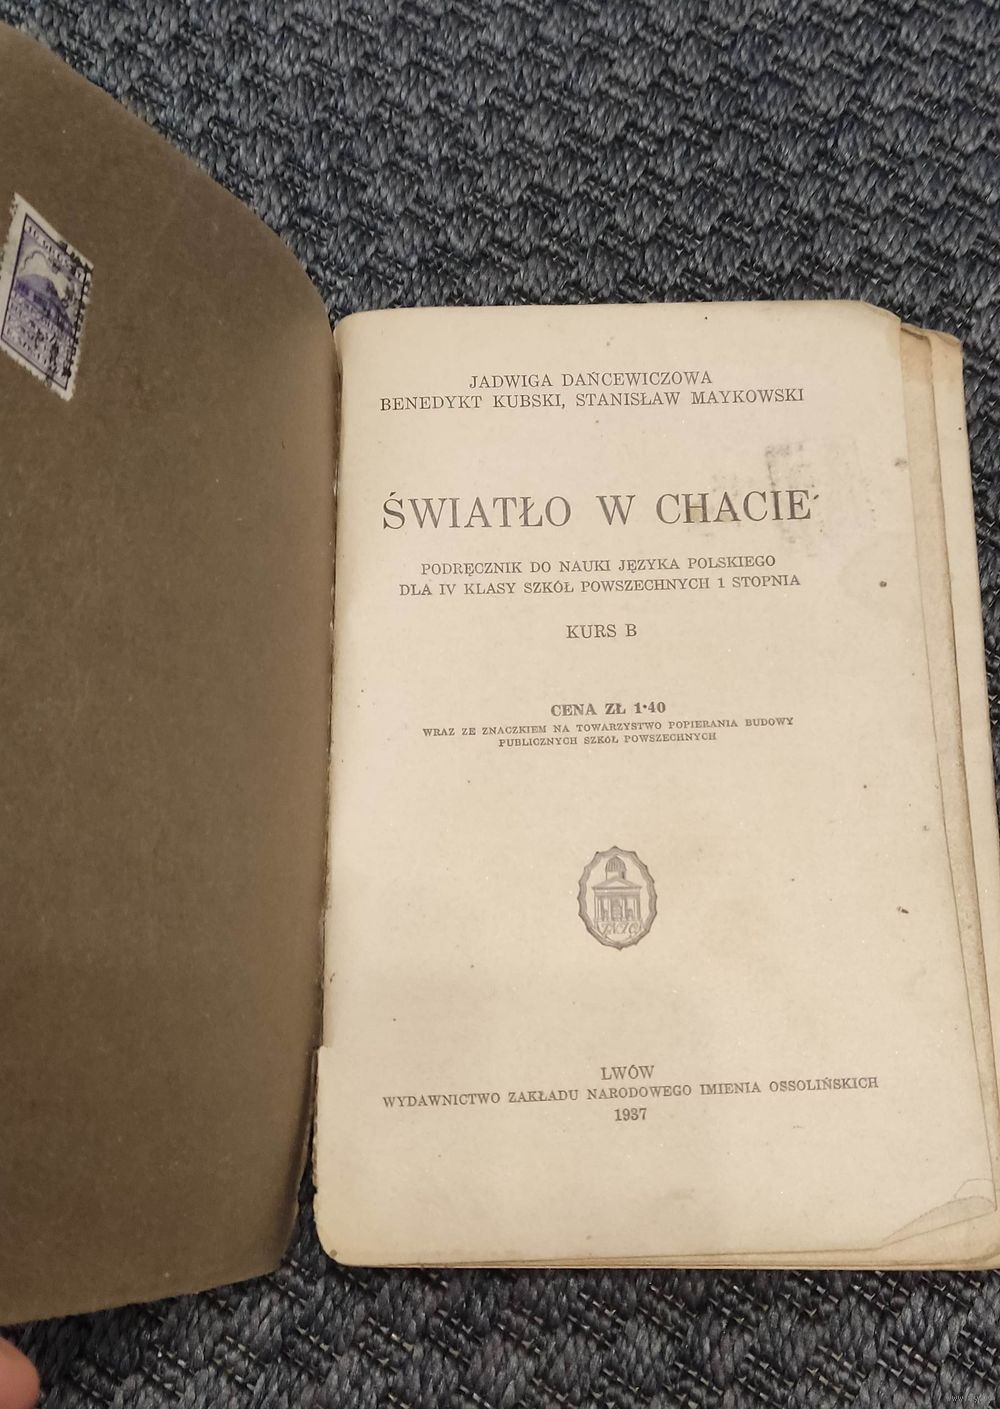 JADWIGA DAŃCEWICZOWA
BENEDYKT KUBSKI, STANISŁAW MAYKOWSKI
ŚWIATŁO W CHACIE
PODRĘCZNIK DO NAUKI JĘZYKA POLSKIEGO
DLA IV KLASY SZKÓŁ POWSZECHNYCH 1 STOPNIA
KURS B
CENA ZŁ 1·40
WRAZ ZE ZNACZKIEM NA TOWARZYSTWO POPIERANIA BUDOWY
PUBLICZNYCH SZKÓŁ POWSZECHNYCH
LWÓW
WYDAWNICTWO ZAKŁADU NARODOWEGO IMIENIA OSSOLIŃSKICH
1937